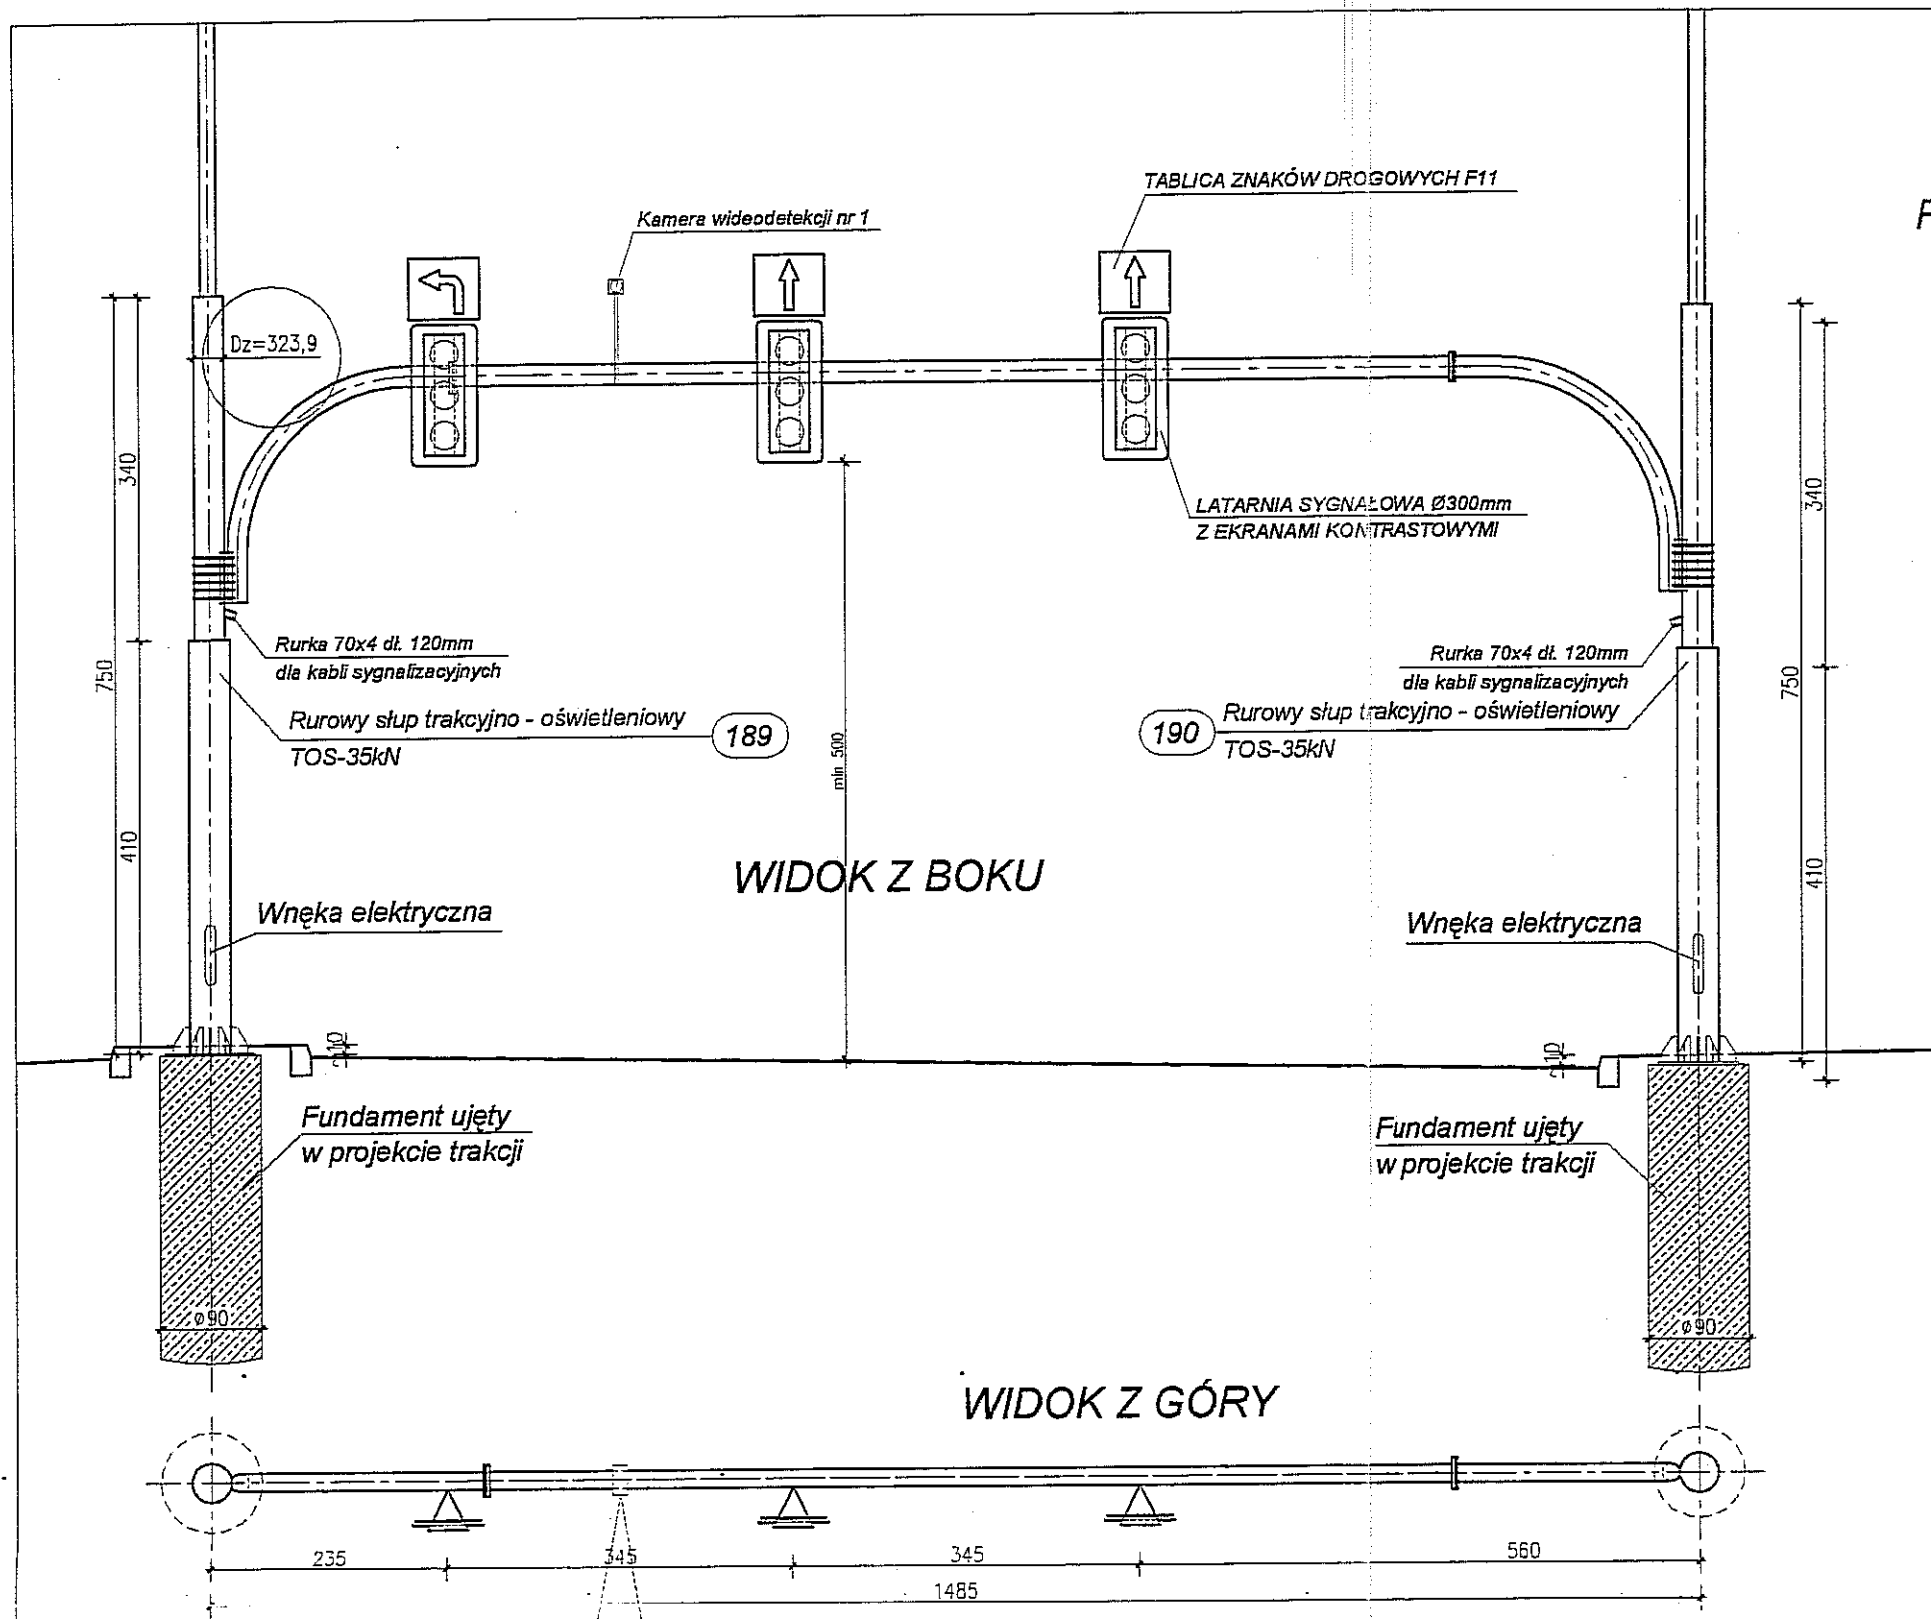 TABLICA ZNAKÓW DROGOWYCH F11
Kamera wideodetekcji nr 1
Dz=323,9
LATARNIA SYGNAŁOWA Ø300mm
Z EKRANAMI KONTRASTOWYMI
340
750
410
340
750
410
Rurka 70x4 dł. 120mm
dla kabli sygnalizacyjnych
Rurowy słup trakcyjno - oświetleniowy
TOS-35kN
189
Rurka 70x4 dł. 120mm
dla kabli sygnalizacyjnych
190
Rurowy słup trakcyjno - oświetleniowy
TOS-35kN
min 500
WIDOK Z BOKU
Wnęka elektryczna
Wnęka elektryczna
Fundament ujęty
w projekcie trakcji
Fundament ujęty
w projekcie trakcji
ø90
ø90
WIDOK Z GÓRY
235
345
345
560
1485